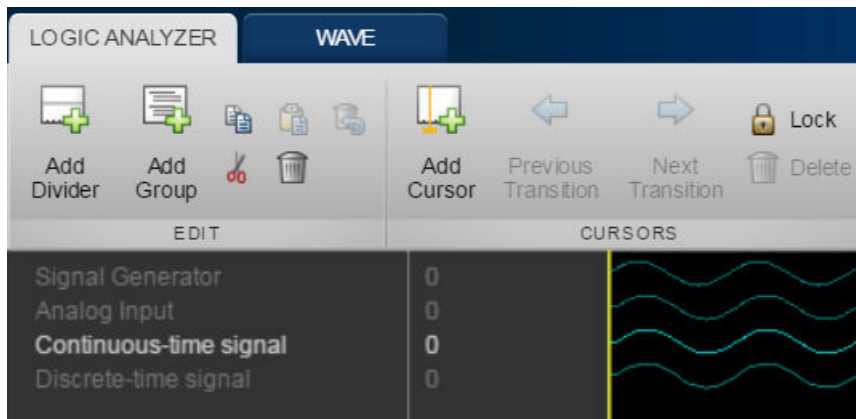 LOGIC ANALYZER
WAVE
Add
Divider
Add
Group
Add
Cursor
Previous
Transition
Next
Transition
Lock
Delete
EDIT
CURSORS
Signal Generator 0
Analog Input 0
Continuous-time signal 0
Discrete-time signal 0